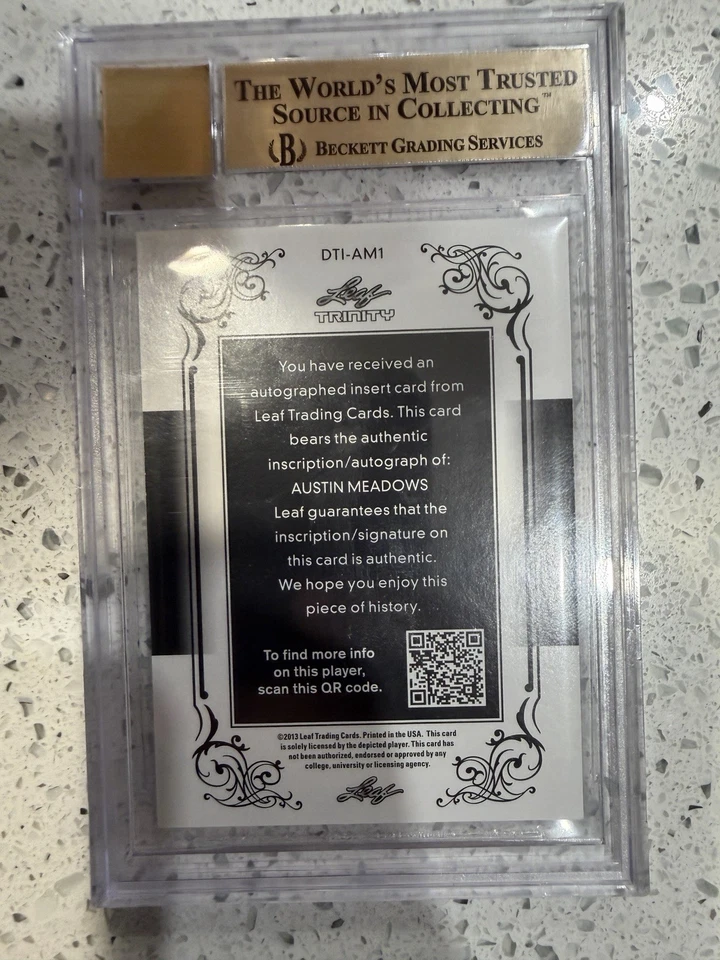 THE WORLD'S MOST TRUSTED
SOURCE IN COLLECTING™
B BECKETT GRADING SERVICES
DTI-AM1
Leaf
TRINITY
You have received an
autographed insert card from
Leaf Trading Cards. This card
bears the authentic
inscription/autograph of:
AUSTIN MEADOWS
Leaf guarantees that the
inscription/signature on
this card is authentic.
We hope you enjoy this
piece of history.
To find more info
on this player,
scan this QR code.
©2013 Leaf Trading Cards. Printed in the USA. This card
is solely licensed by the depicted player. This card has
not been authorized, endorsed or approved by any
college, university or licensing agency.
Leaf